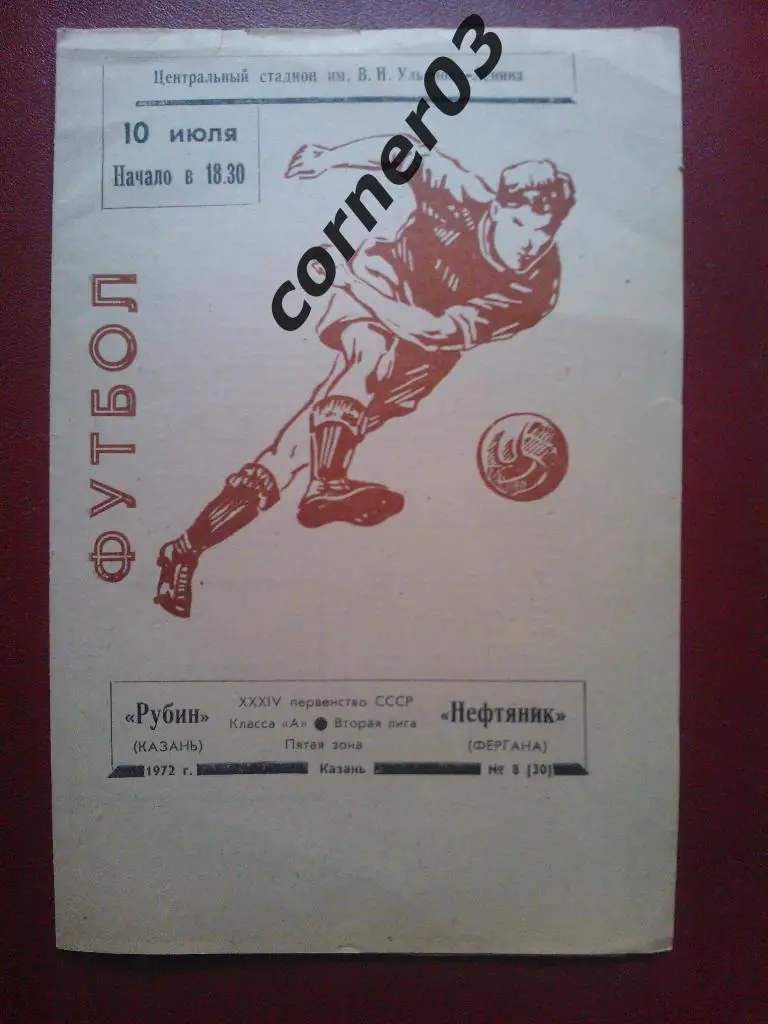 Центральный стадион им. В. И. Ульянова-Ленина
10 июля
Начало в 18.30
corner03
ФУТБОЛ
«Рубин»
(КАЗАНЬ)
XXXIV первенство СССР
Класса «А» ● Вторая лига
Пятая зона
«Нефтяник»
(ФЕРГАНА)
1972 г. Казань № 8 (30)